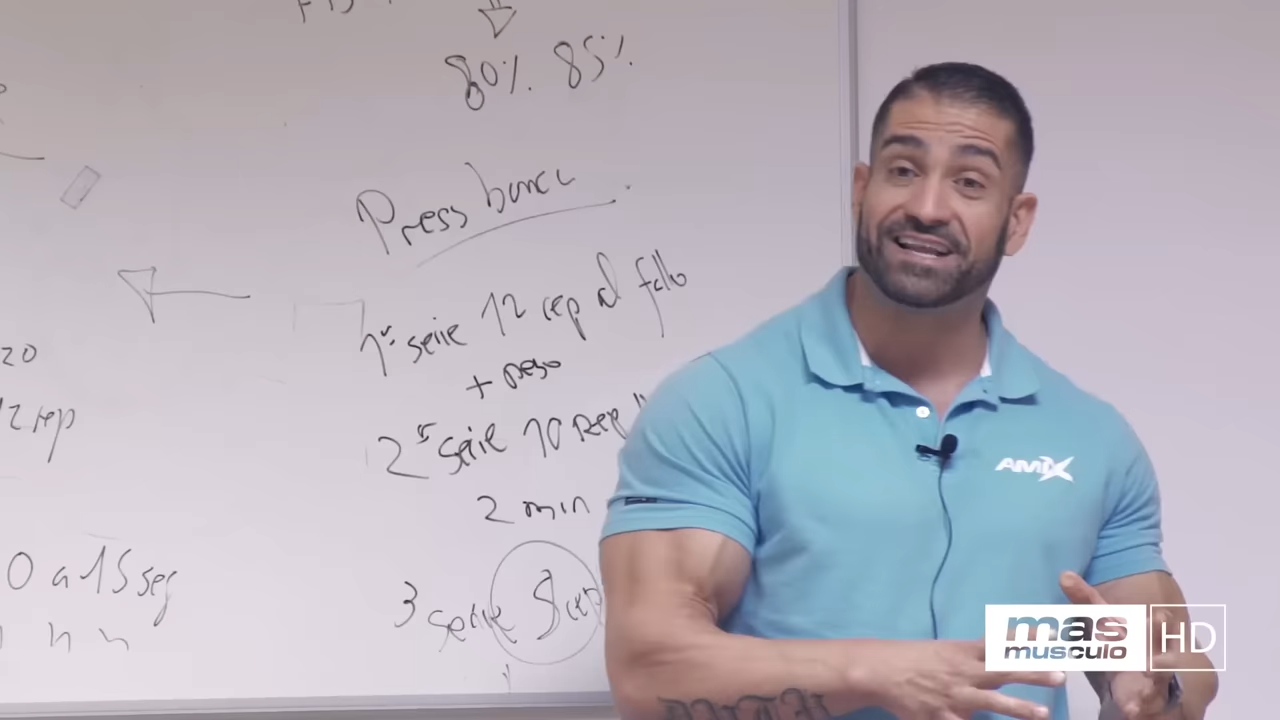 80% 85%
Press banca
1ª serie 12 rep al fallo
+ peso
2ª serie 10 rep "
2 min
3 serie 8 rep
20
12 rep
0 a 15 seg
AMIX
mas
musculo
HD